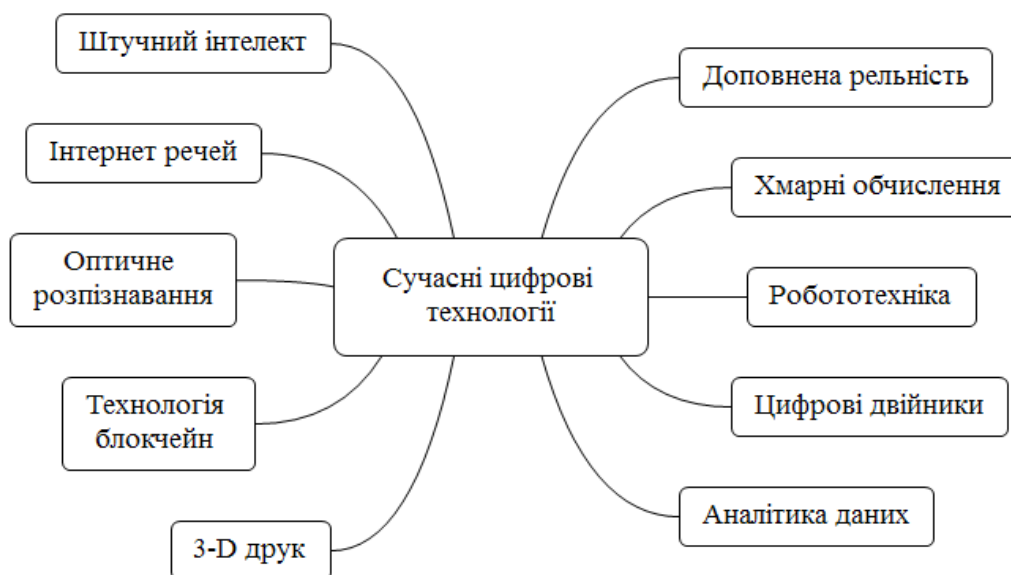 Штучний інтелект
Інтернет речей
Оптичне
розпізнавання
Технологія
блокчейн
3-D друк
Сучасні цифрові
технології
Доповнена рельність
Хмарні обчислення
Робототехніка
Цифрові двійники
Аналітика даних